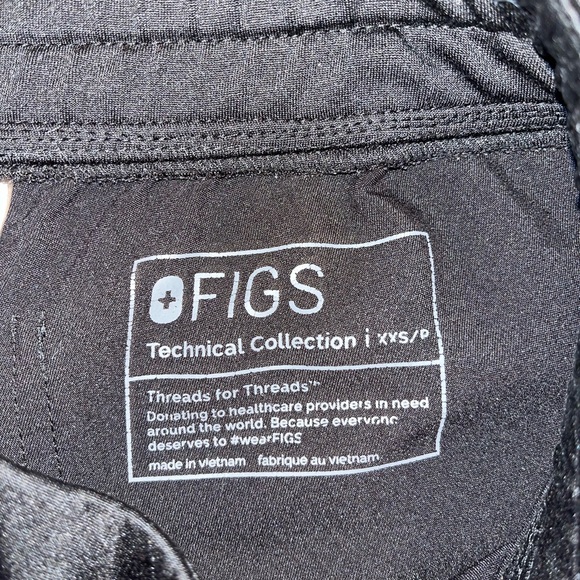 FIGS
Technical Collection | XXS/P
Threads for Threads™
Donating to healthcare providers in need
around the world. Because everyone
deserves to #wearFIGS
made in vietnam fabriqué au vietnam